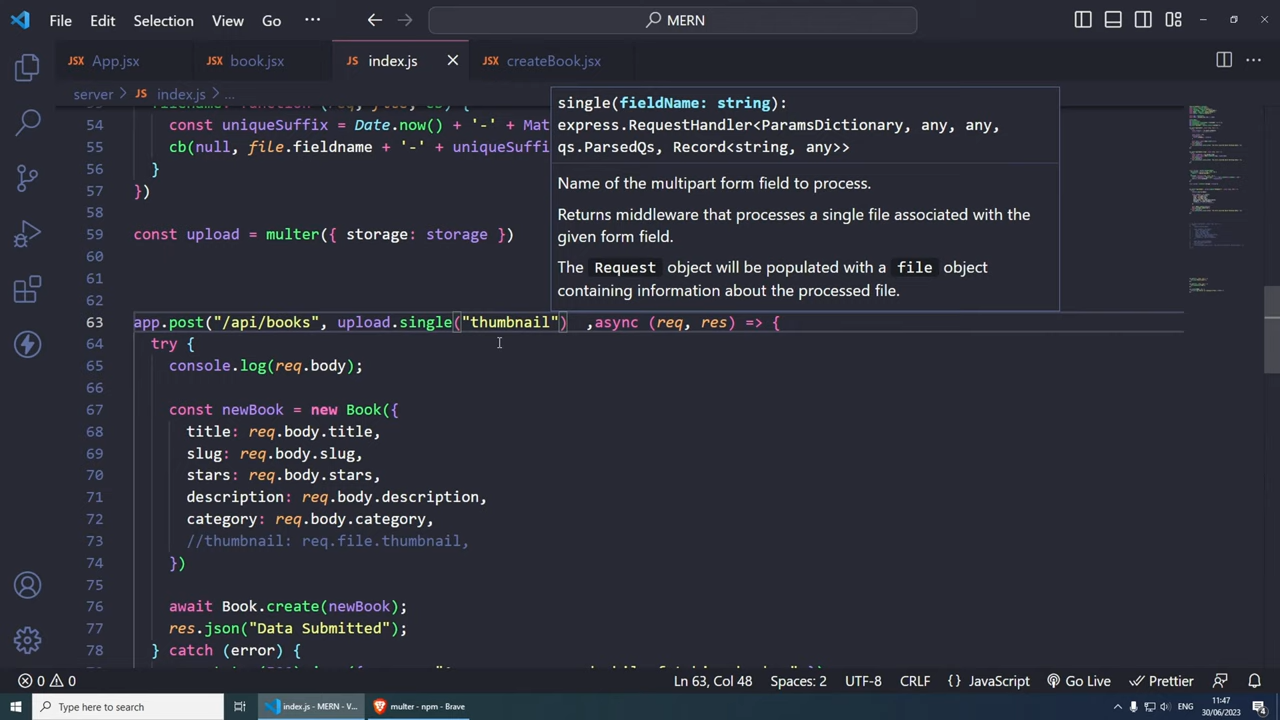 File Edit Selection View Go ··· MERN
App.jsx book.jsx index.js createBook.jsx
server > JS index.js > ...
single(fieldName: string):
54 const uniqueSuffix = Date.now() + '-' + Mat
express.RequestHandler<ParamsDictionary, any, any,
55 cb(null, file.fieldname + '-' + uniqueSuffi
qs.ParsedQs, Record<string, any>>
56 }
57 })
Name of the multipart form field to process.
58
Returns middleware that processes a single file associated with the
59 const upload = multer({ storage: storage })
given form field.
60
The Request object will be populated with a file object
61
containing information about the processed file.
62
63 app.post("/api/books", upload.single("thumbnail") ,async (req, res) => {
64 try {
65 console.log(req.body);
66
67 const newBook = new Book({
68 title: req.body.title,
69 slug: req.body.slug,
70 stars: req.body.stars,
71 description: req.body.description,
72 category: req.body.category,
73 //thumbnail: req.file.thumbnail,
74 })
75
76 await Book.create(newBook);
77 res.json("Data Submitted");
78 } catch (error) {
0 0 Ln 63, Col 48 Spaces: 2 UTF-8 CRLF {} JavaScript Go Live Prettier
Type here to search index.js - MERN - V... multer - npm - Brave ENG 11:47
30/06/2023 4